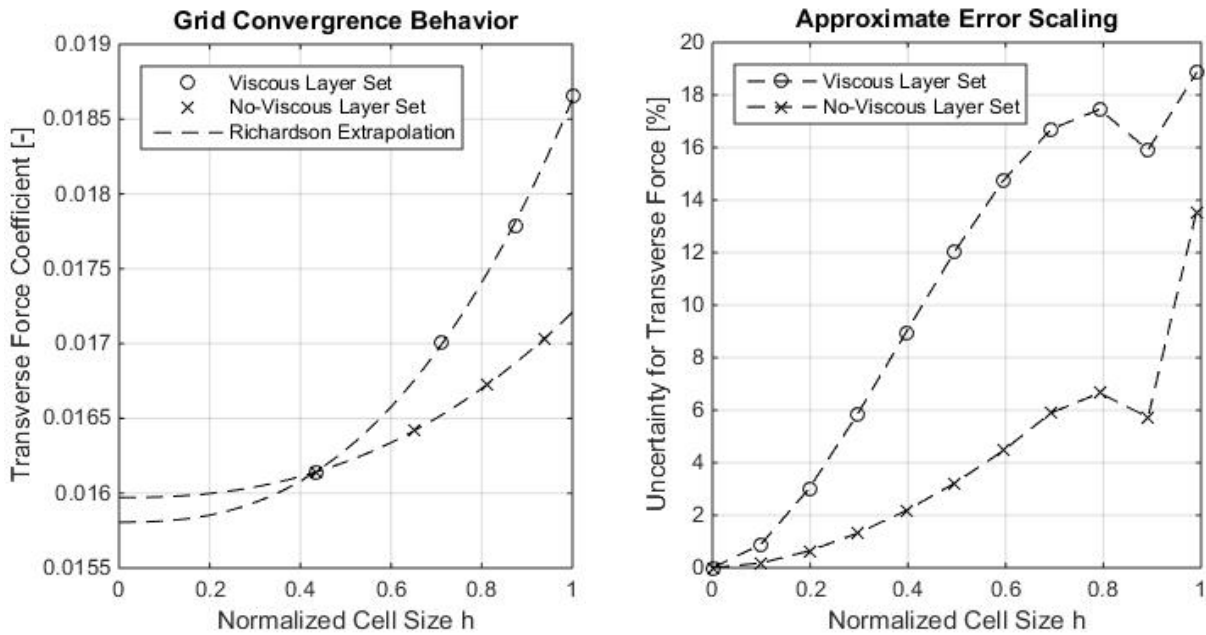 Grid Convergrence Behavior
0.019
0.0185
0.018
0.0175
0.017
0.0165
0.016
0.0155
Transverse Force Coefficient [-]
Viscous Layer Set
No-Viscous Layer Set
Richardson Extrapolation
0
0.2
0.4
0.6
0.8
1
Normalized Cell Size h
Approximate Error Scaling
20
18
16
14
12
10
8
6
4
2
0
Uncertainty for Transverse Force [%]
Viscous Layer Set
No-Viscous Layer Set
0
0.2
0.4
0.6
0.8
1
Normalized Cell Size h